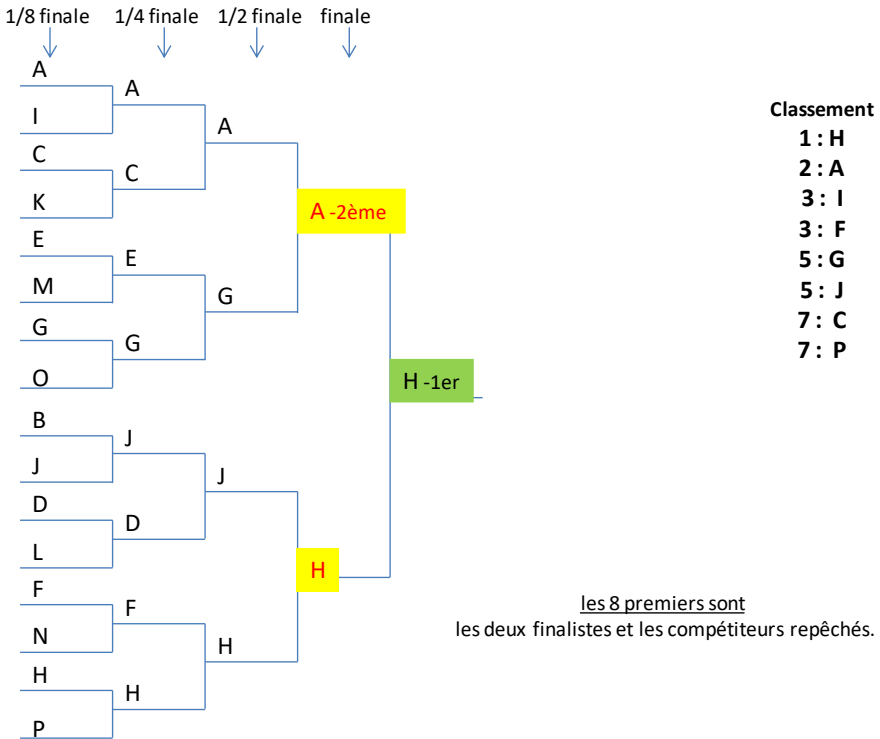 1/8 finale 1/4 finale 1/2 finale finale
A
A
I
A
C
C
K
A -2ème
E
E
M
G
G
G
O
H -1er
B
J
J
J
D
D
L
H
F
F
N
H
H
H
P
Classement
1 : H
2 : A
3 : I
3 : F
5 : G
5 : J
7 : C
7 : P
les 8 premiers sont
les deux finalistes et les compétiteurs repêchés.